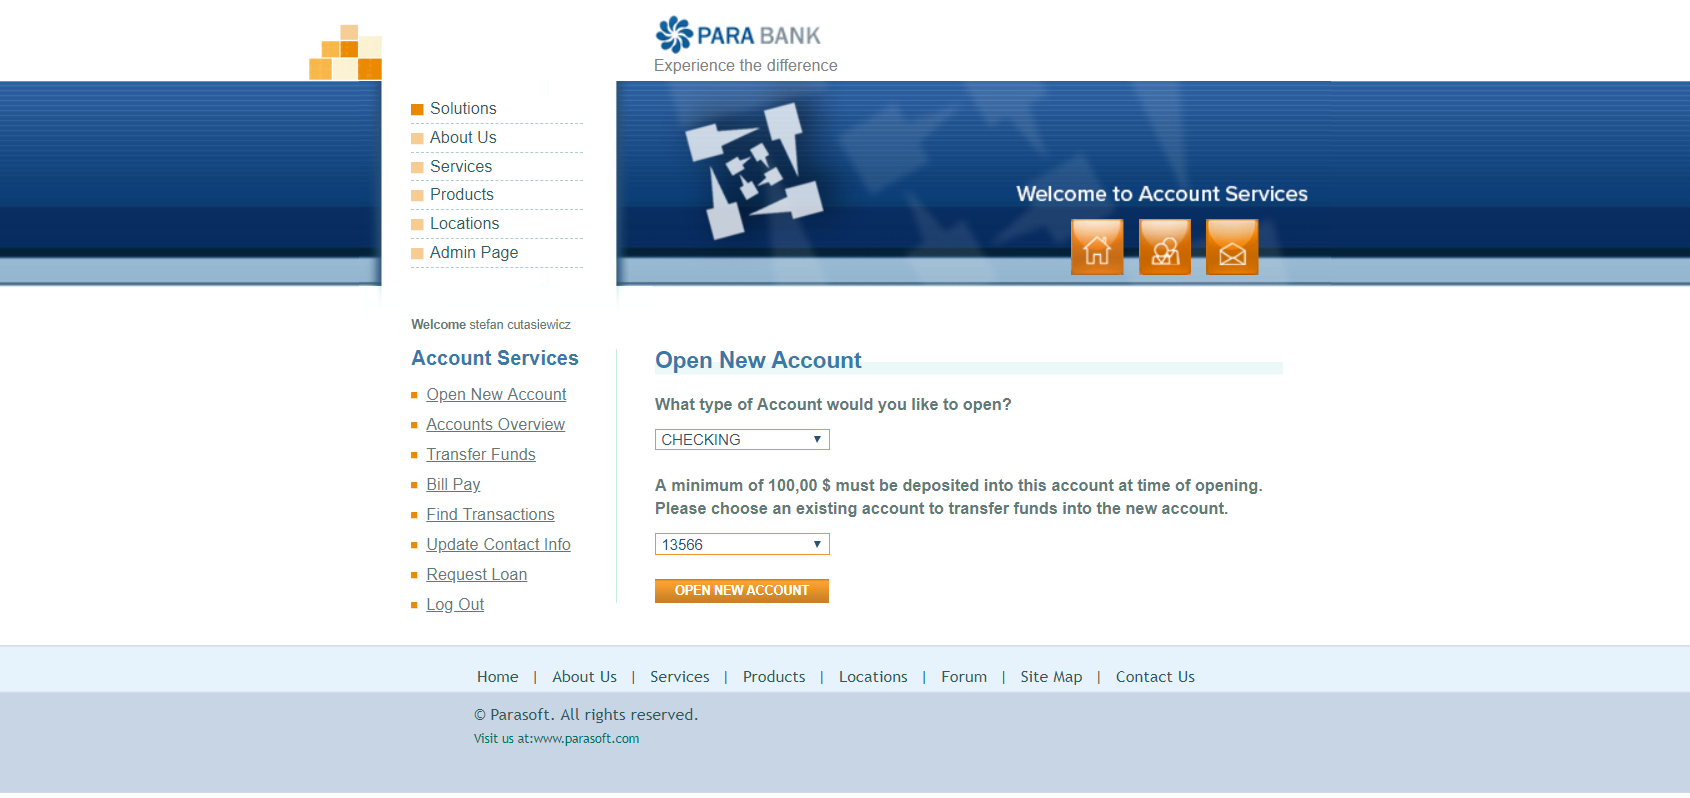 PARA BANK
Experience the difference
Solutions
About Us
Services
Products
Locations
Admin Page
Welcome to Account Services
Welcome stefan cutasiewicz
Account Services
Open New Account
Accounts Overview
Transfer Funds
Bill Pay
Find Transactions
Update Contact Info
Request Loan
Log Out
Open New Account
What type of Account would you like to open?
CHECKING
A minimum of 100,00 $ must be deposited into this account at time of opening.
Please choose an existing account to transfer funds into the new account.
13566
OPEN NEW ACCOUNT
Home | About Us | Services | Products | Locations | Forum | Site Map | Contact Us
© Parasoft. All rights reserved.
Visit us at:www.parasoft.com